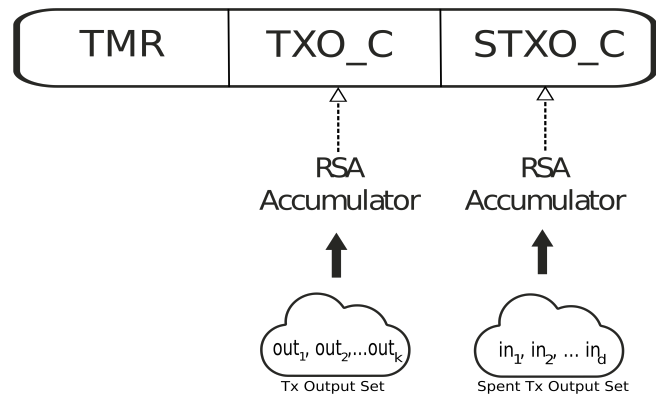 TMR TXO_C STXO_C
RSA Accumulator
RSA Accumulator
out1, out2,...outk
Tx Output Set
in1, in2, ... ind
Spent Tx Output Set